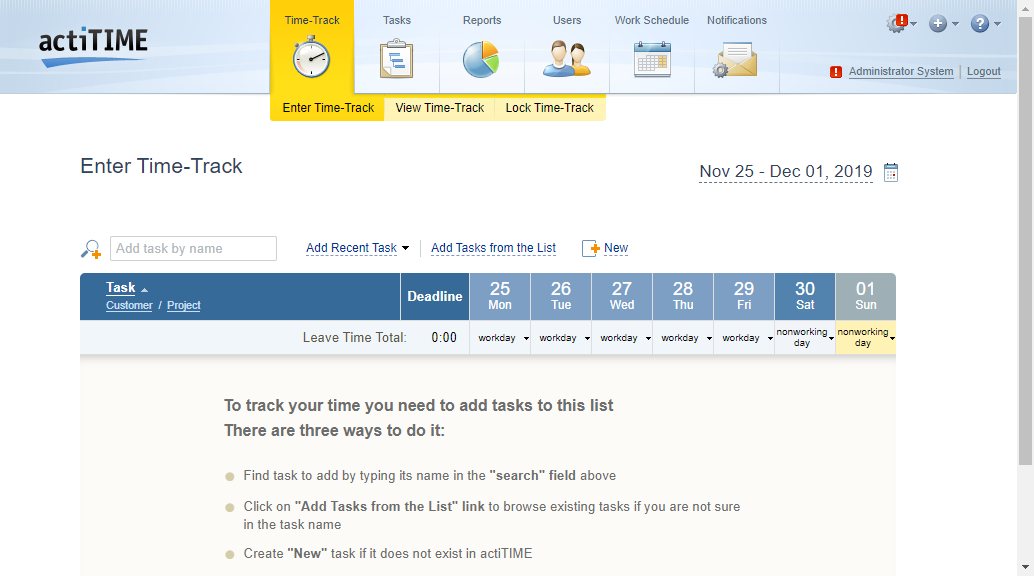 actiTIME
Time-Track
Tasks
Reports
Users
Work Schedule
Notifications
Administrator System
Logout
Enter Time-Track
View Time-Track
Lock Time-Track
Enter Time-Track
Nov 25 - Dec 01, 2019
Add task by name
Add Recent Task
Add Tasks from the List
New
Task
Customer / Project
Deadline
25
Mon
26
Tue
27
Wed
28
Thu
29
Fri
30
Sat
01
Sun
Leave Time Total:
0:00
workday
workday
workday
workday
workday
nonworking
day
nonworking
day
To track your time you need to add tasks to this list
There are three ways to do it:
Find task to add by typing its name in the "search" field above
Click on "Add Tasks from the List" link to browse existing tasks if you are not sure
in the task name
Create "New" task if it does not exist in actiTIME